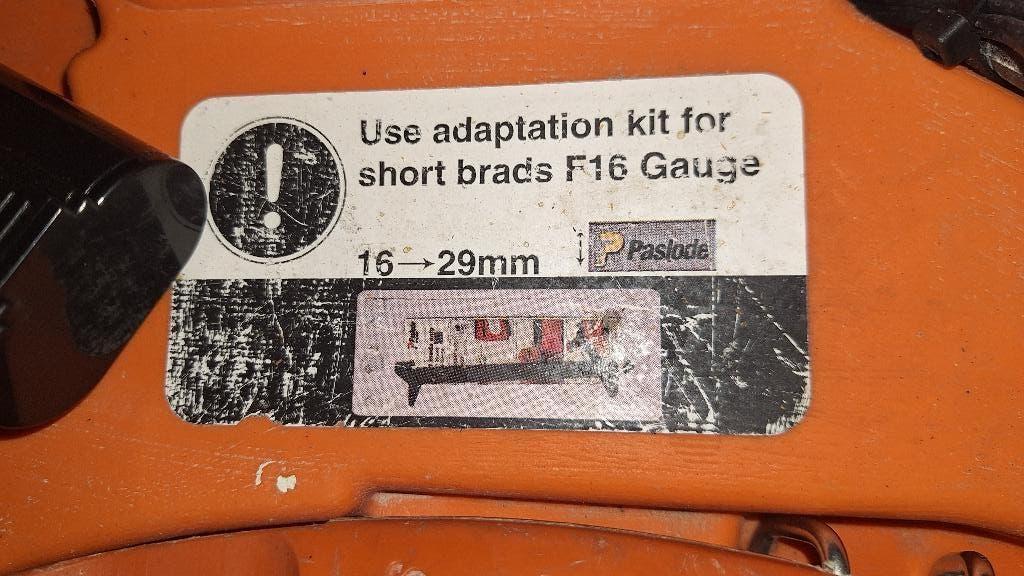 Use adaptation kit for
short brads F16 Gauge
16→29mm
Paslode